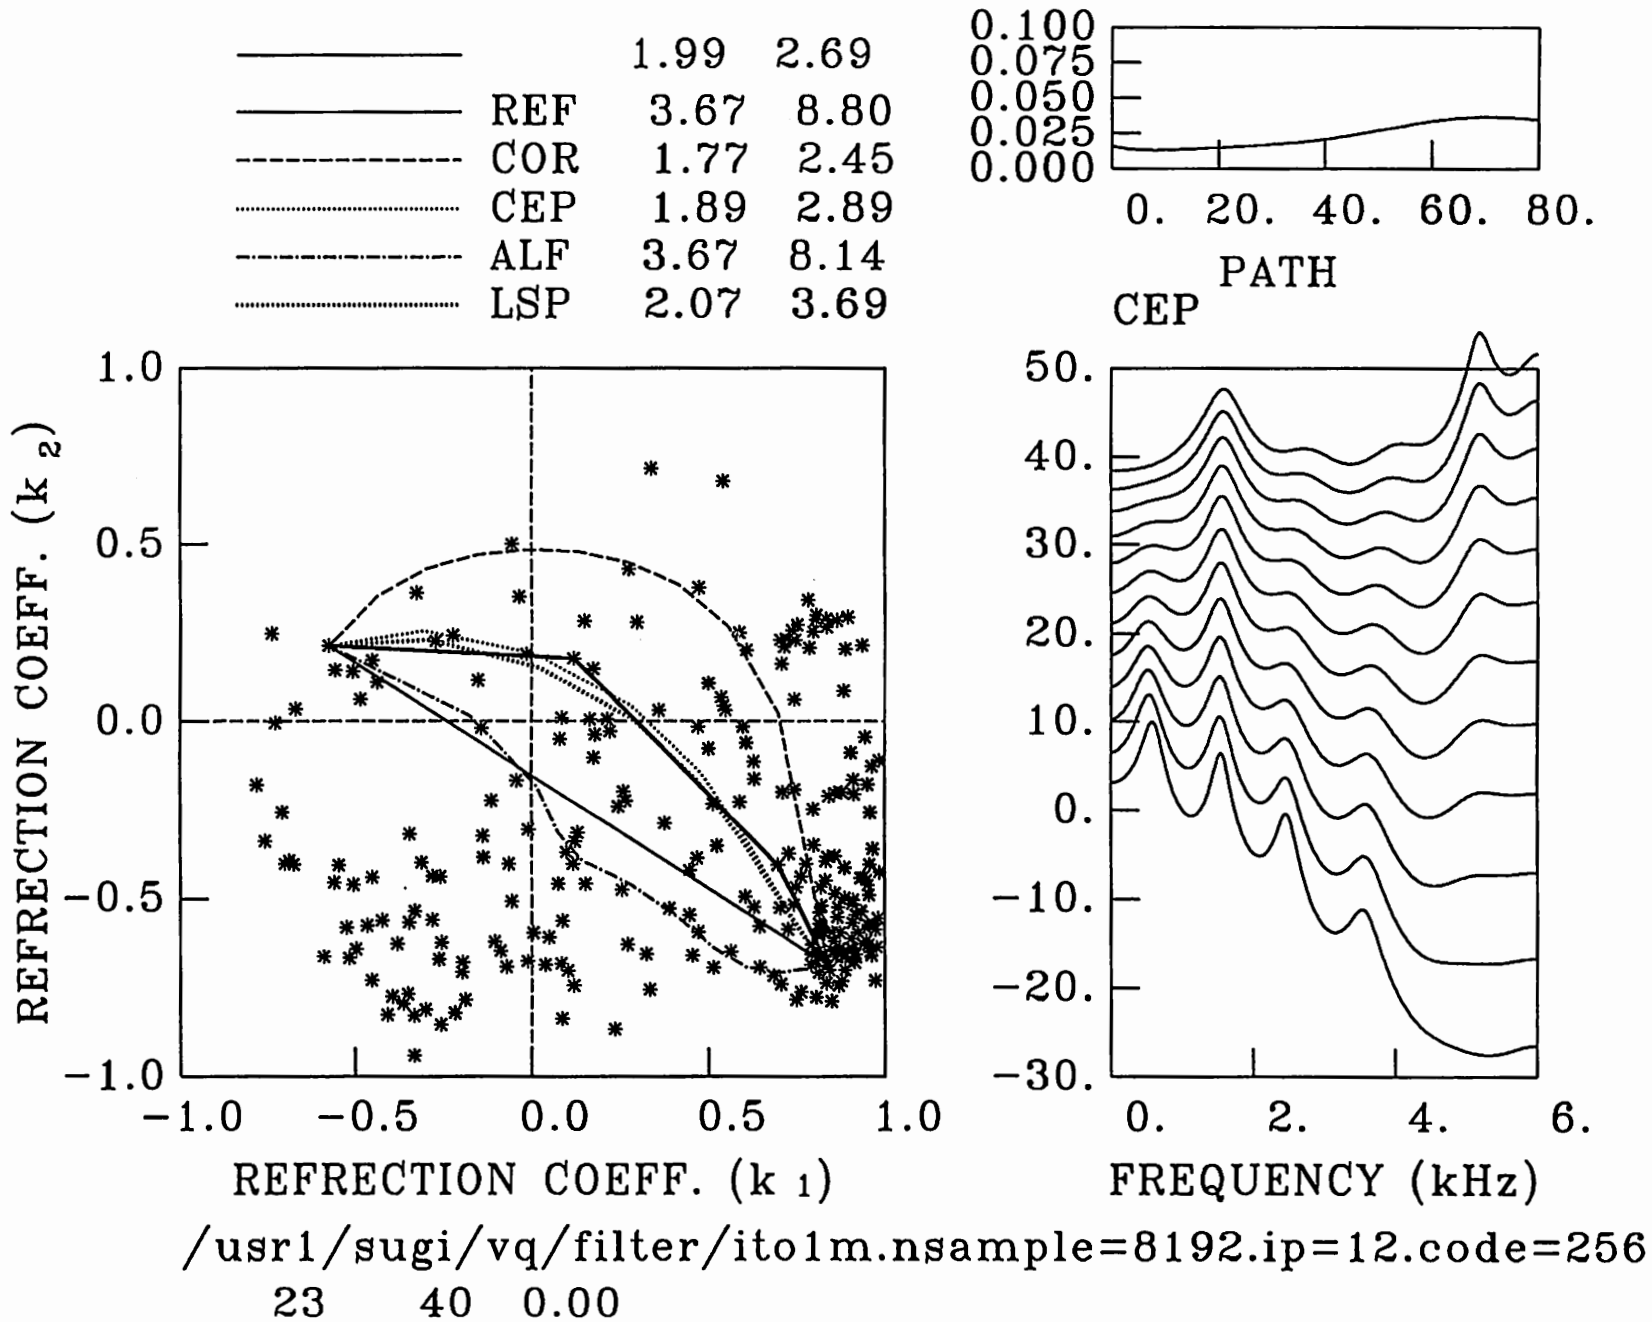 1.99 2.69
REF 3.67 8.80
COR 1.77 2.45
CEP 1.89 2.89
ALF 3.67 8.14
LSP 2.07 3.69
0.100
0.075
0.050
0.025
0.000
0. 20. 40. 60. 80.
PATH
CEP
1.0
0.5
0.0
−0.5
−1.0
−1.0 −0.5 0.0 0.5 1.0
REFRECTION COEFF. (k 2)
REFRECTION COEFF. (k 1)
50.
40.
30.
20.
10.
0.
−10.
−20.
−30.
0. 2. 4. 6.
FREQUENCY (kHz)
/usr1/sugi/vq/filter/ito1m.nsample=8192.ip=12.code=256
23 40 0.00